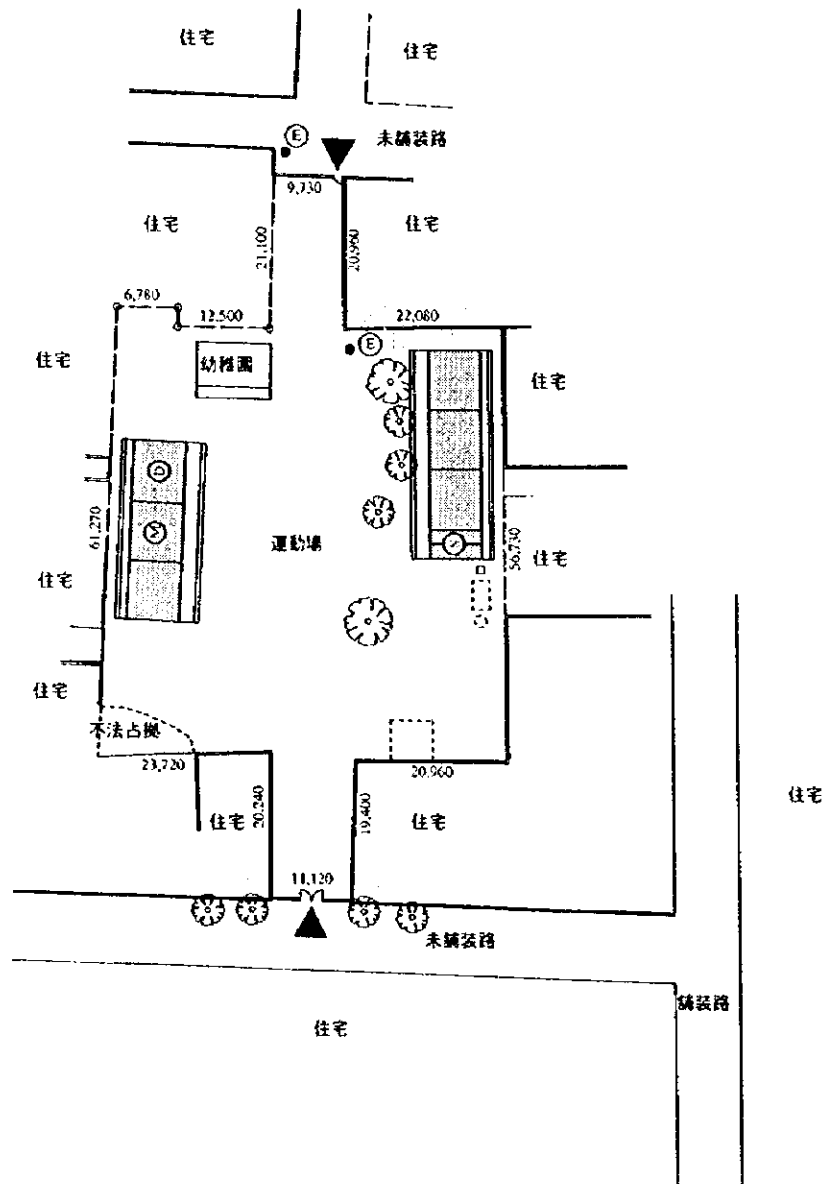 住宅
住宅
未舗装路
E
9,730
住宅
21,100
20,960
住宅
6,780
12,500
22,080
E
住宅
幼稚園
住宅
D
M
61,270
運動場
S
56,730
住宅
住宅
住宅
不法占拠
23,720
20,960
住宅
20,240
19,400
住宅
住宅
11,120
未舗装路
舗装路
住宅